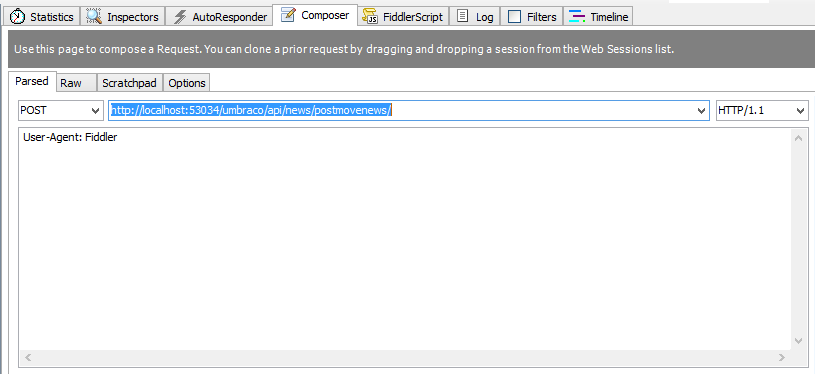 Statistics Inspectors AutoResponder Composer FiddlerScript Log Filters Timeline
Use this page to compose a Request. You can clone a prior request by dragging and dropping a session from the Web Sessions list.
Parsed Raw Scratchpad Options
POST http://localhost:53034/umbraco/api/news/postmovenews/ HTTP/1.1
User-Agent: Fiddler